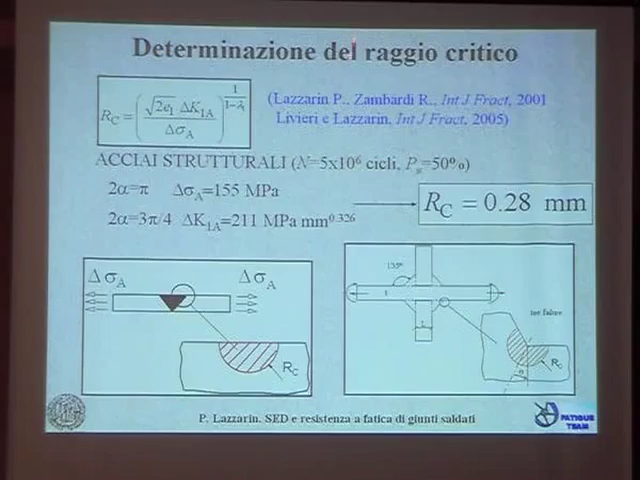 Determinazione del raggio critico
R_C = ( √2e₁ ΔK₁A / Δσ_A )^(1/(1-λ₁))
(Lazzarin P., Zambardi R., Int J Fract, 2001
Livieri e Lazzarin, Int J Fract, 2005)
ACCIAI STRUTTURALI (N=5x10⁶ cicli, Pₛ=50%)
2α=π Δσ_A=155 MPa
2α=3π/4 ΔK₁A=211 MPa mm^0.326
R_C = 0.28 mm
Δσ_A Δσ_A
R_C
135°
t
toe failure
R_C
P. Lazzarin, SED e resistenza a fatica di giunti saldati
FATIGUE
TEAM